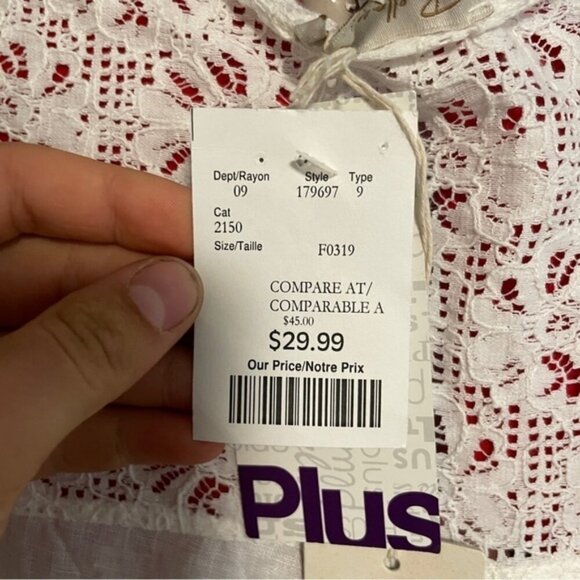 Dept/Rayon Style Type
09 179697 9
Cat
2150
Size/Taille F0319
COMPARE AT/
COMPARABLE A
$45.00
$29.99
Our Price/Notre Prix
Plus